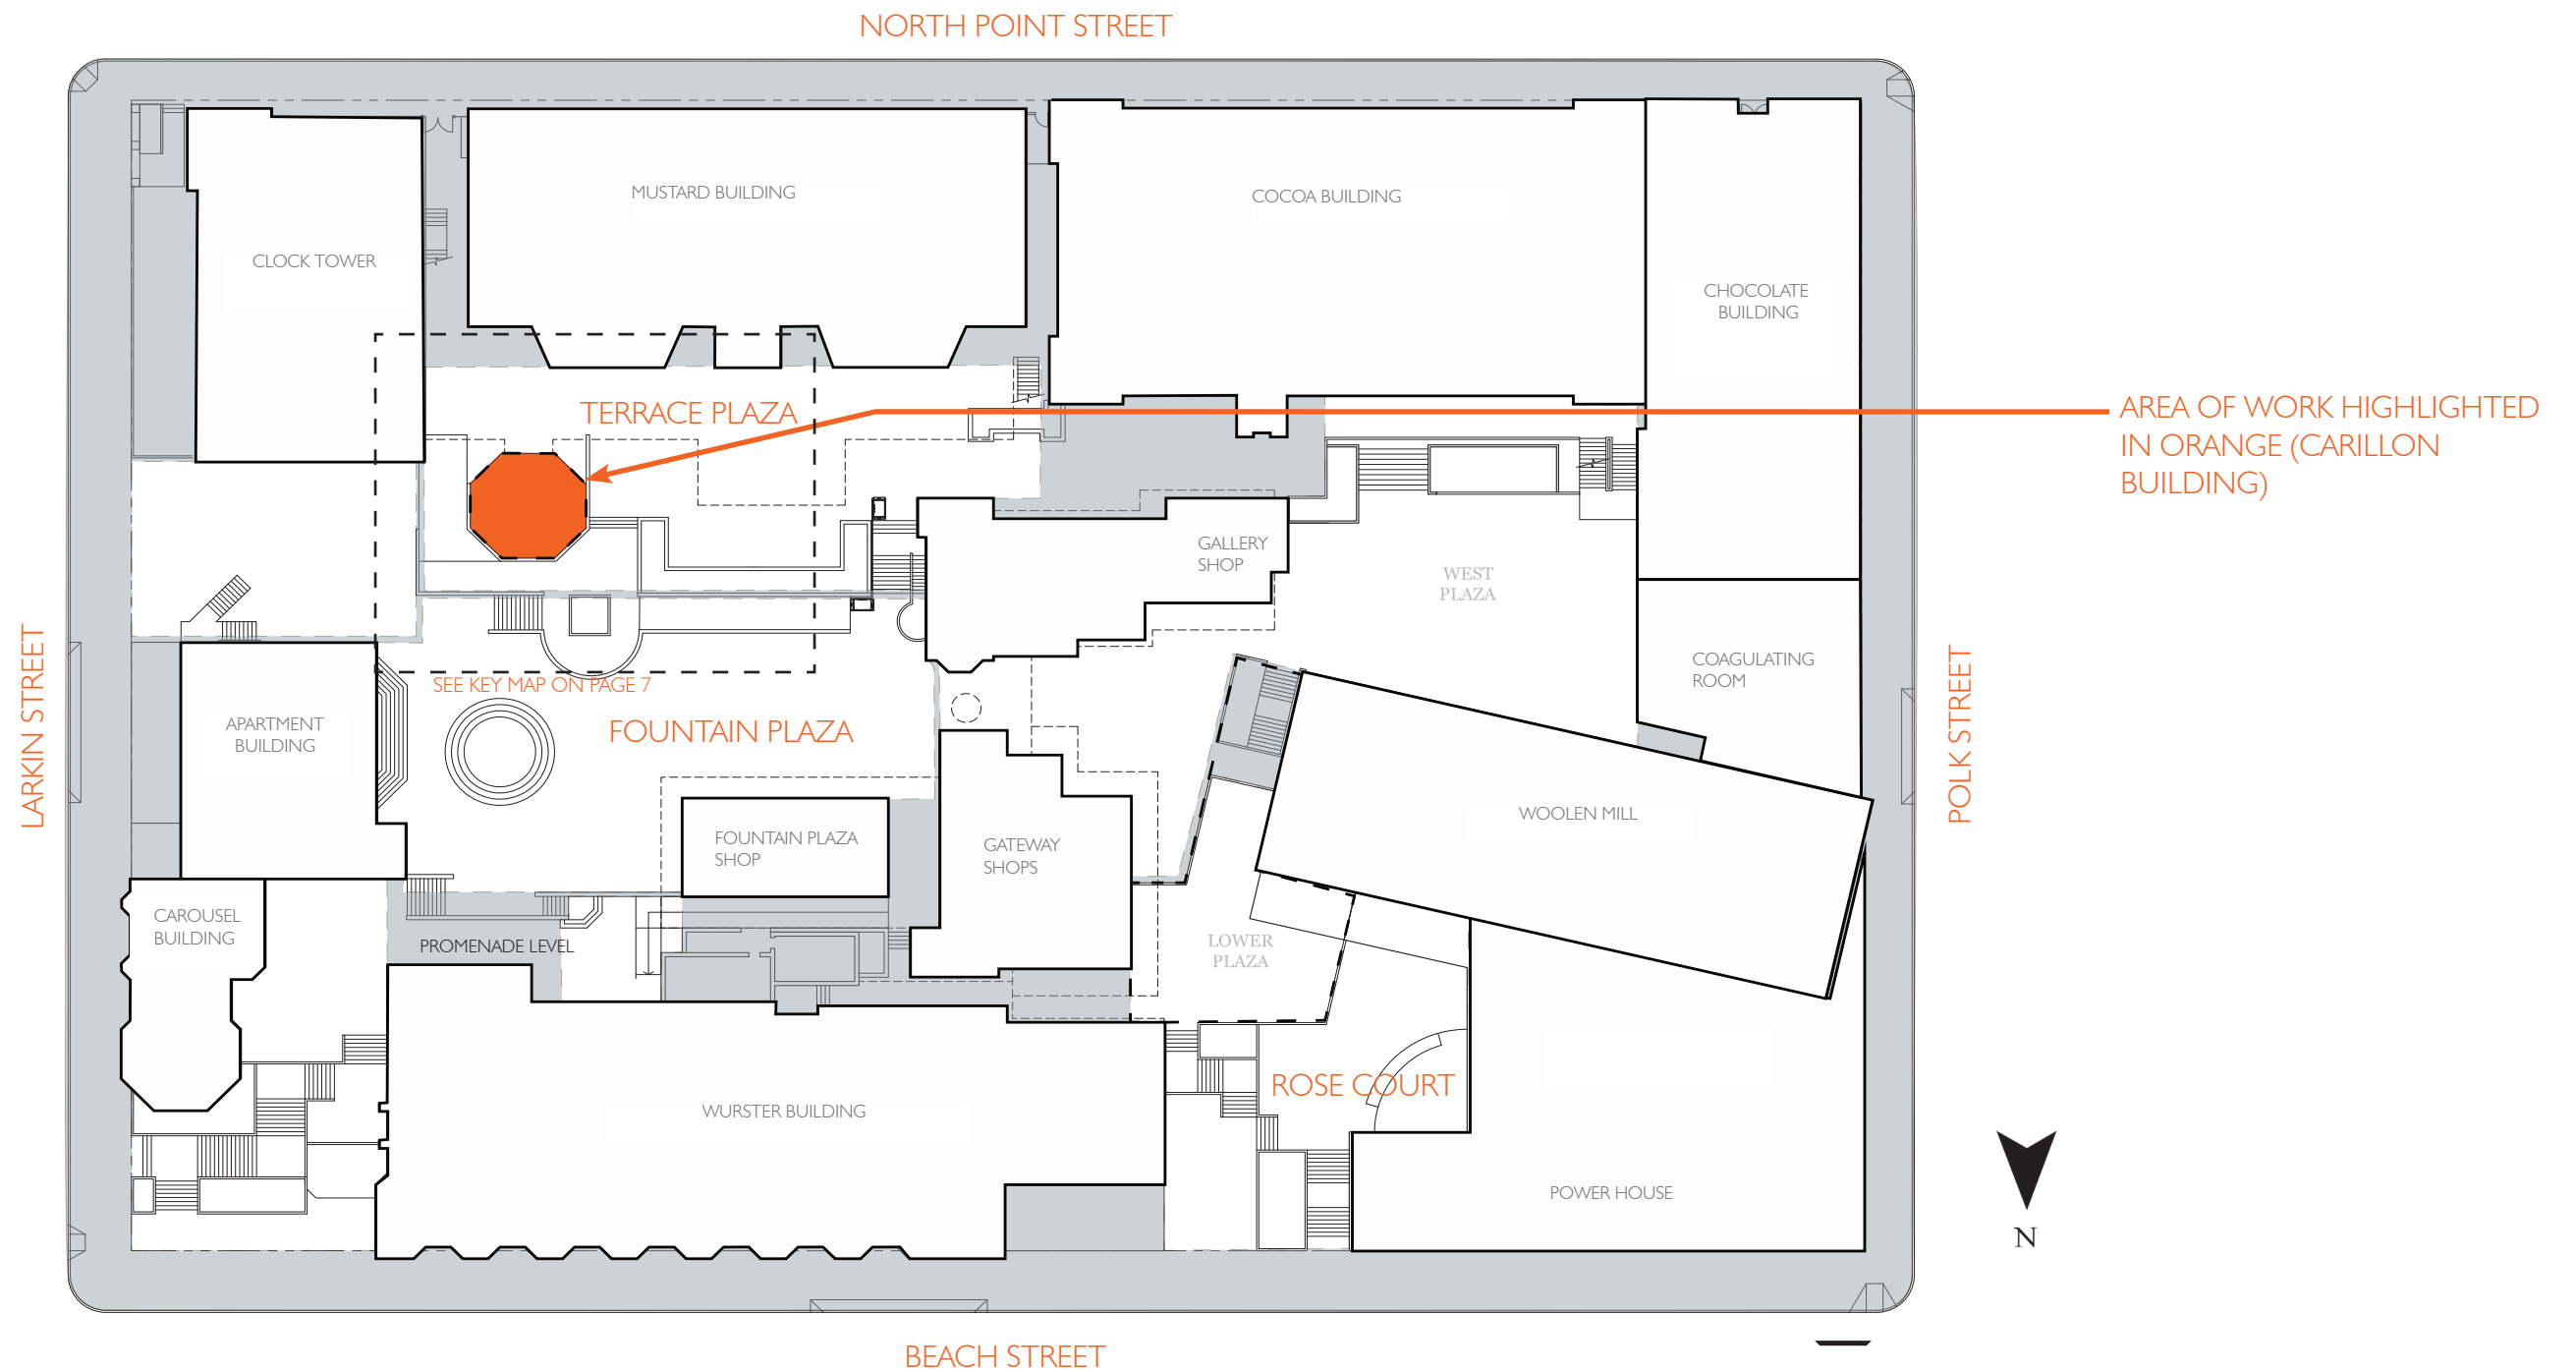 NORTH POINT STREET
MUSTARD BUILDING
COCOA BUILDING
CLOCK TOWER
CHOCOLATE
BUILDING
TERRACE PLAZA
AREA OF WORK HIGHLIGHTED
IN ORANGE (CARILLON
BUILDING)
GALLERY
SHOP
WEST
PLAZA
LARKIN STREET
COAGULATING
ROOM
POLK STREET
SEE KEY MAP ON PAGE 7
APARTMENT
BUILDING
FOUNTAIN PLAZA
WOOLEN MILL
FOUNTAIN PLAZA
SHOP
GATEWAY
SHOPS
CAROUSEL
BUILDING
PROMENADE LEVEL
LOWER
PLAZA
ROSE COURT
WURSTER BUILDING
POWER HOUSE
N
BEACH STREET